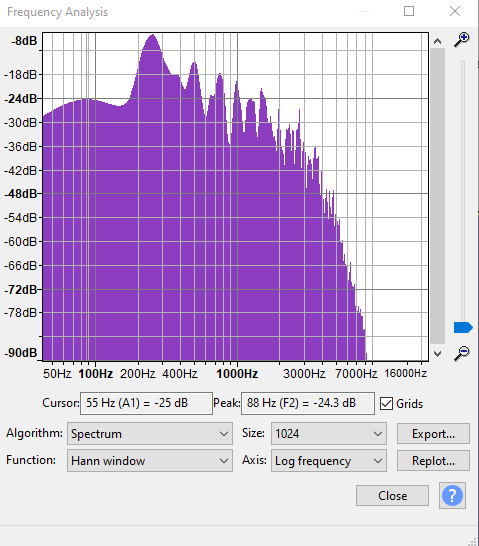 Frequency Analysis
-8dB
-18dB
-24dB
-30dB
-36dB
-42dB
-48dB
-54dB
-60dB
-66dB
-72dB
-78dB
-90dB
50Hz 100Hz 200Hz 400Hz 1000Hz 3000Hz 7000Hz 16000Hz
Cursor: 55 Hz (A1) = -25 dB Peak: 88 Hz (F2) = -24.3 dB Grids
Algorithm: Spectrum Size: 1024 Export...
Function: Hann window Axis: Log frequency Replot...
Close ?